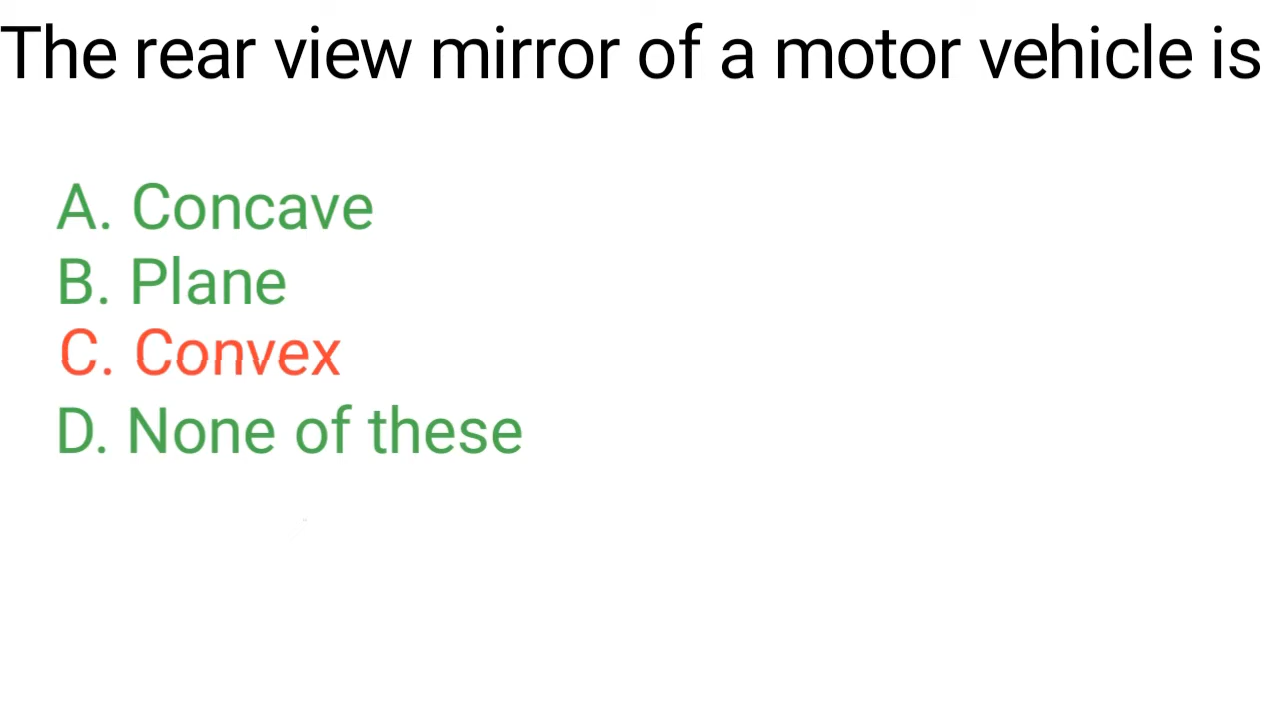 The rear view mirror of a motor vehicle is
A. Concave
B. Plane
C. Convex
D. None of these